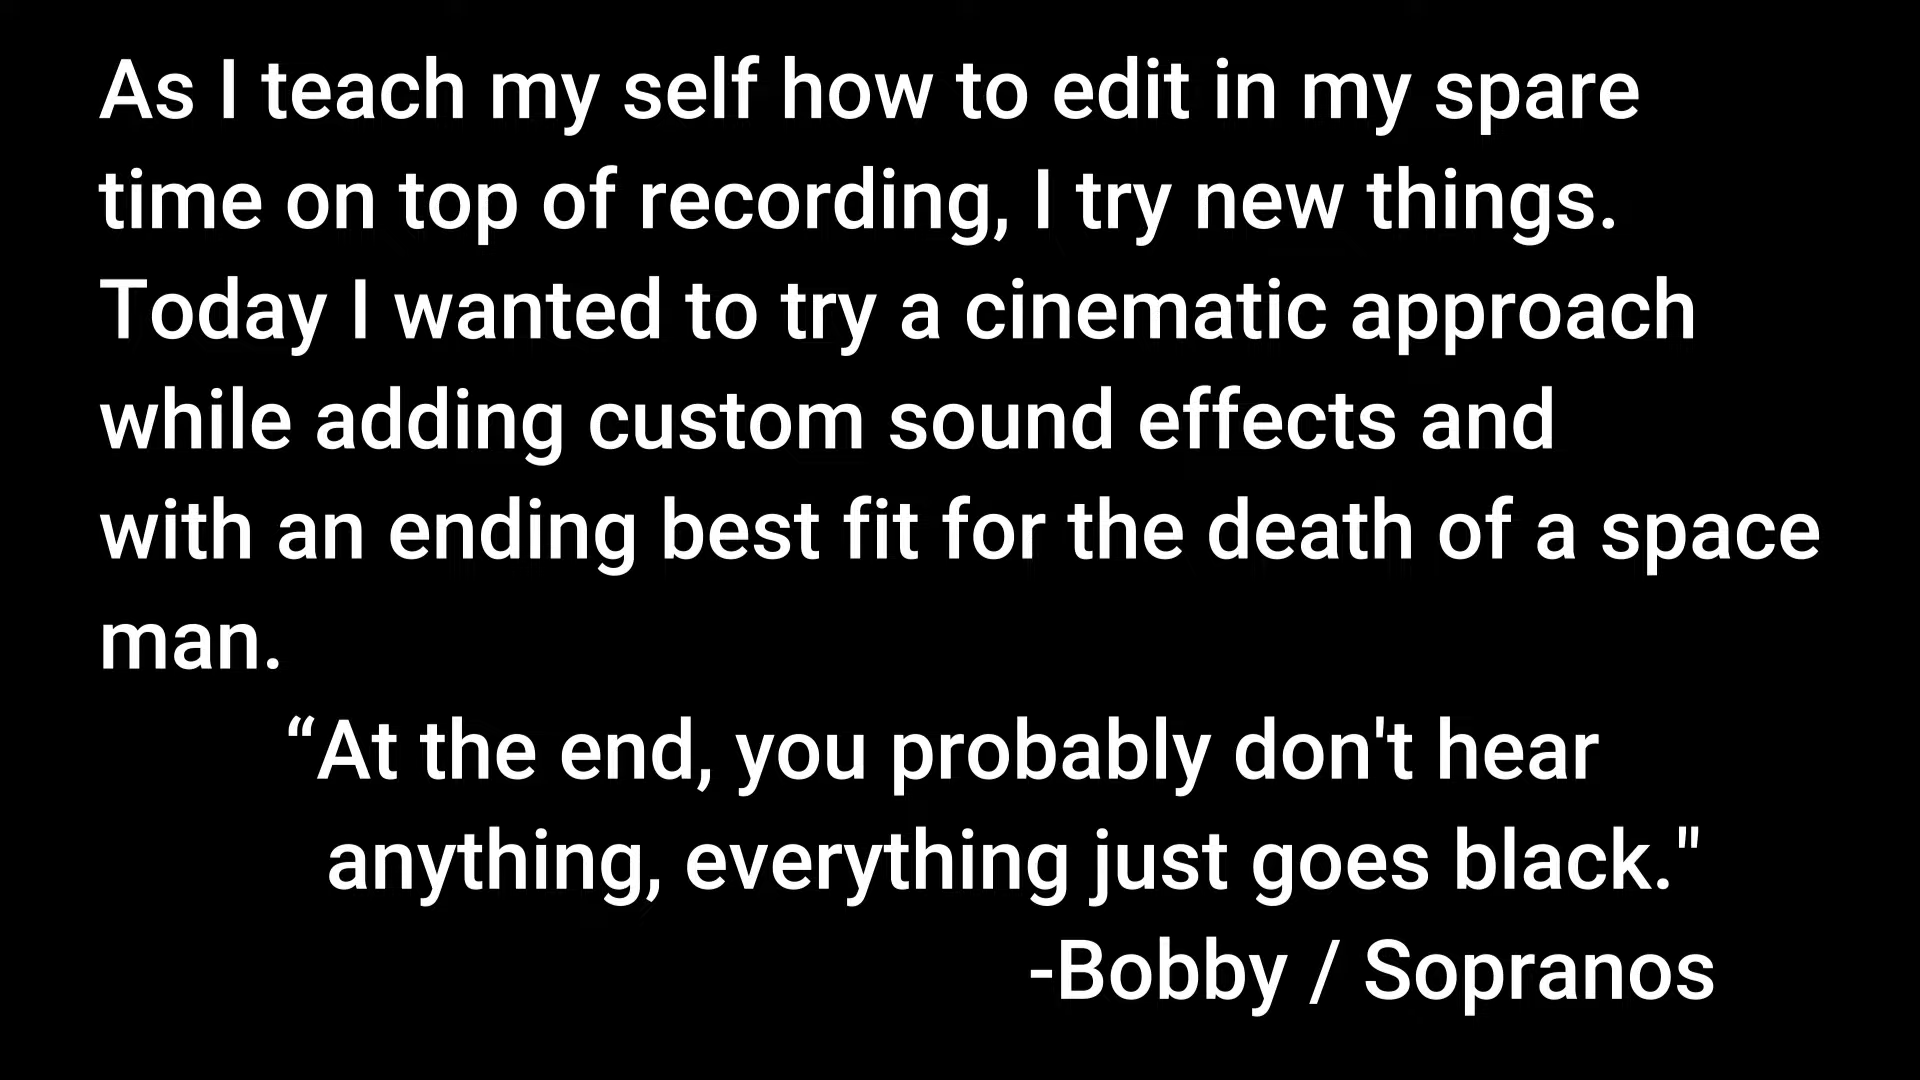 As I teach my self how to edit in my spare
time on top of recording, I try new things.
Today I wanted to try a cinematic approach
while adding custom sound effects and
with an ending best fit for the death of a space
man.
“At the end, you probably don't hear
anything, everything just goes black."
-Bobby / Sopranos